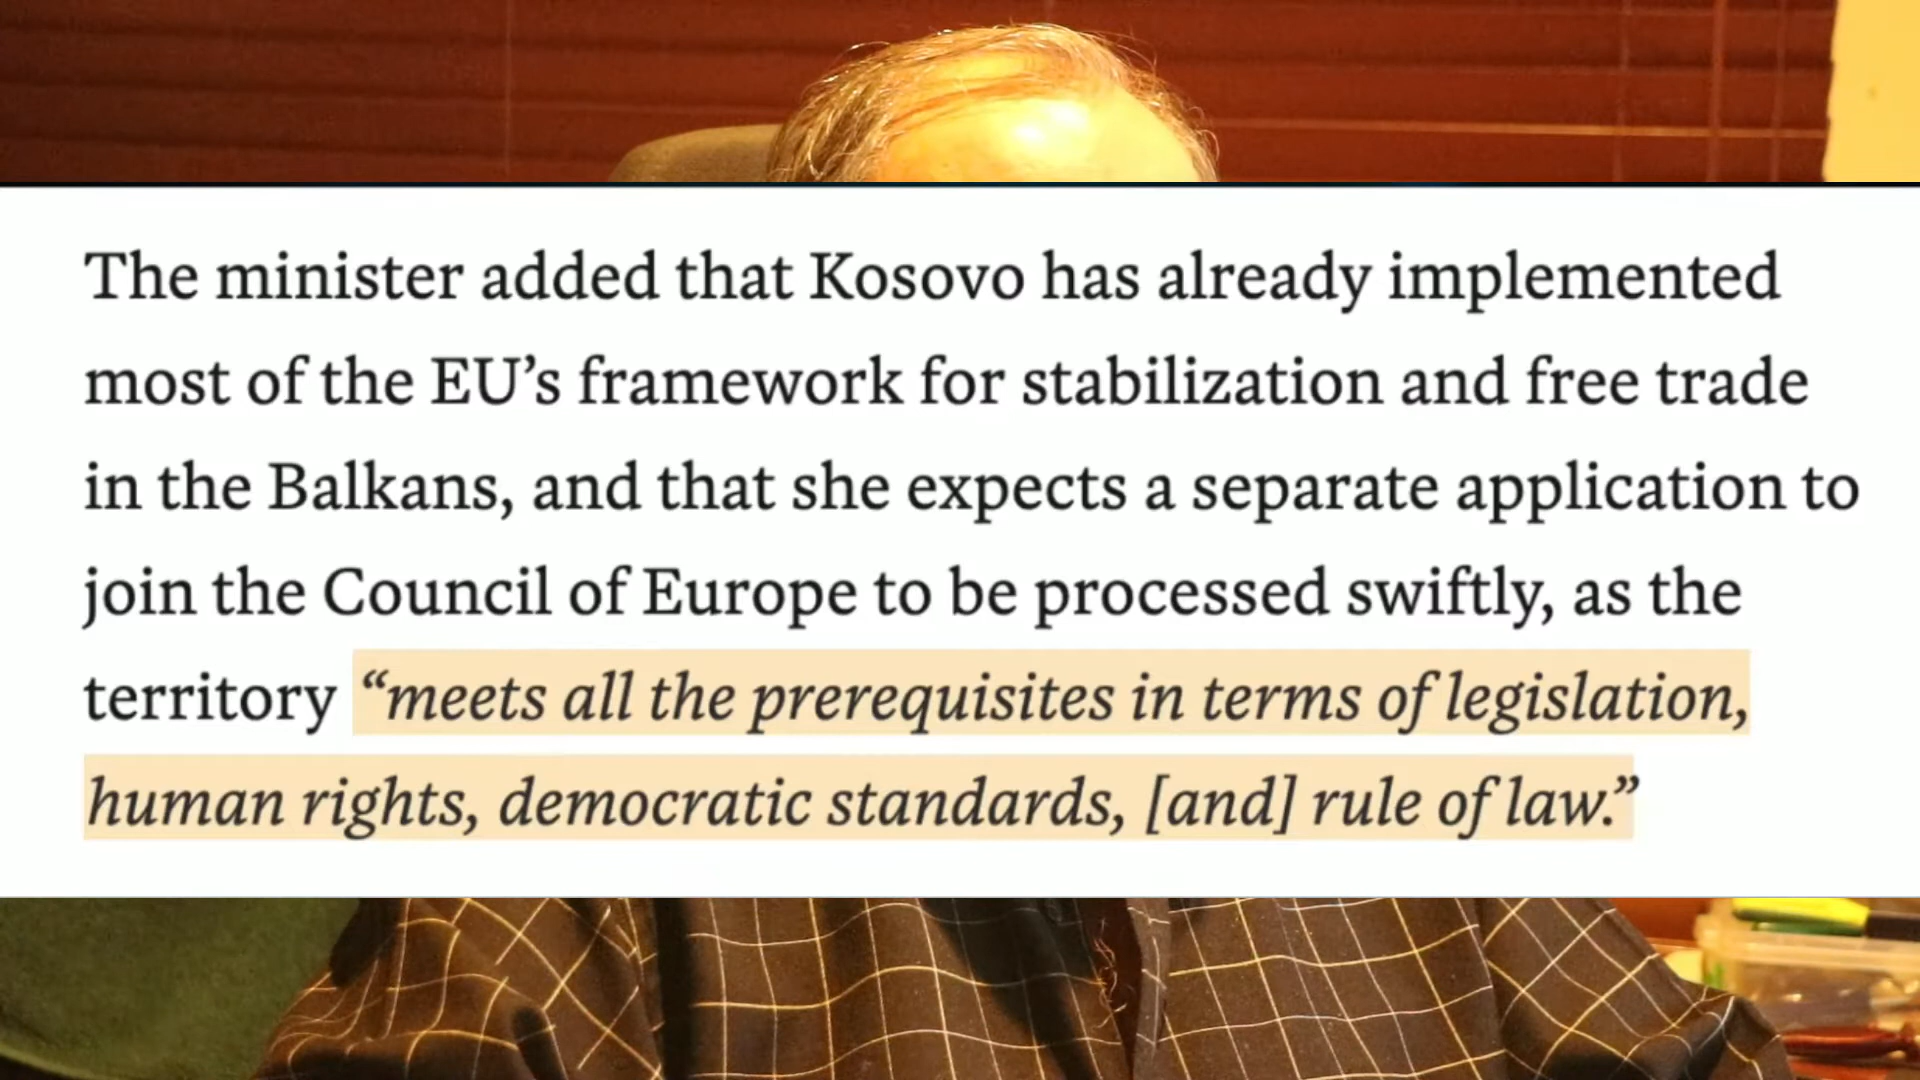 The minister added that Kosovo has already implemented
most of the EU’s framework for stabilization and free trade
in the Balkans, and that she expects a separate application to
join the Council of Europe to be processed swiftly, as the
territory “meets all the prerequisites in terms of legislation,
human rights, democratic standards, [and] rule of law.”